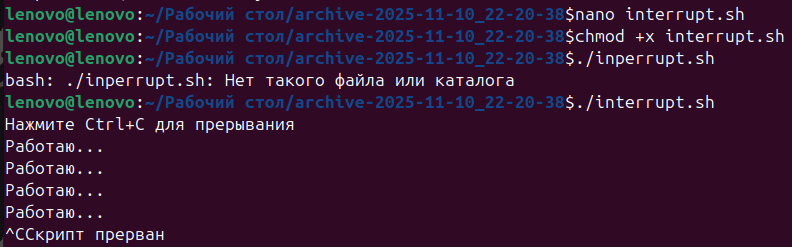 lenovo@lenovo:~/Рабочий стол/archive-2025-11-10_22-20-38$nano interrupt.sh
lenovo@lenovo:~/Рабочий стол/archive-2025-11-10_22-20-38$chmod +x interrupt.sh
lenovo@lenovo:~/Рабочий стол/archive-2025-11-10_22-20-38$./inperrupt.sh
bash: ./inperrupt.sh: Нет такого файла или каталога
lenovo@lenovo:~/Рабочий стол/archive-2025-11-10_22-20-38$./interrupt.sh
Нажмите Ctrl+C для прерывания
Работаю...
Работаю...
Работаю...
Работаю...
^CСкрипт прерван